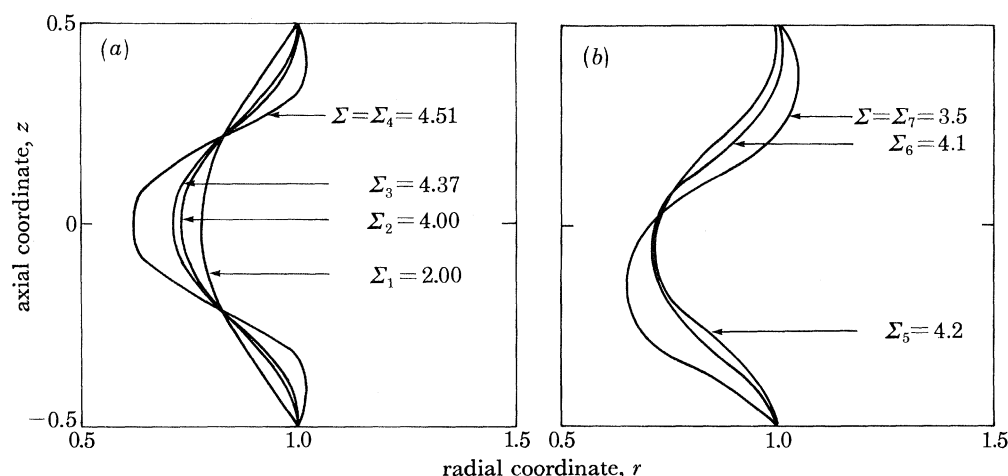 0.5
(a)
Σ=Σ₄=4.51
Σ₃=4.37
Σ₂=4.00
Σ₁=2.00
0
−0.5
axial coordinate, z
0.5
1.0
1.5
(b)
Σ=Σ₇=3.5
Σ₆=4.1
Σ₅=4.2
0.5
1.0
1.5
radial coordinate, r